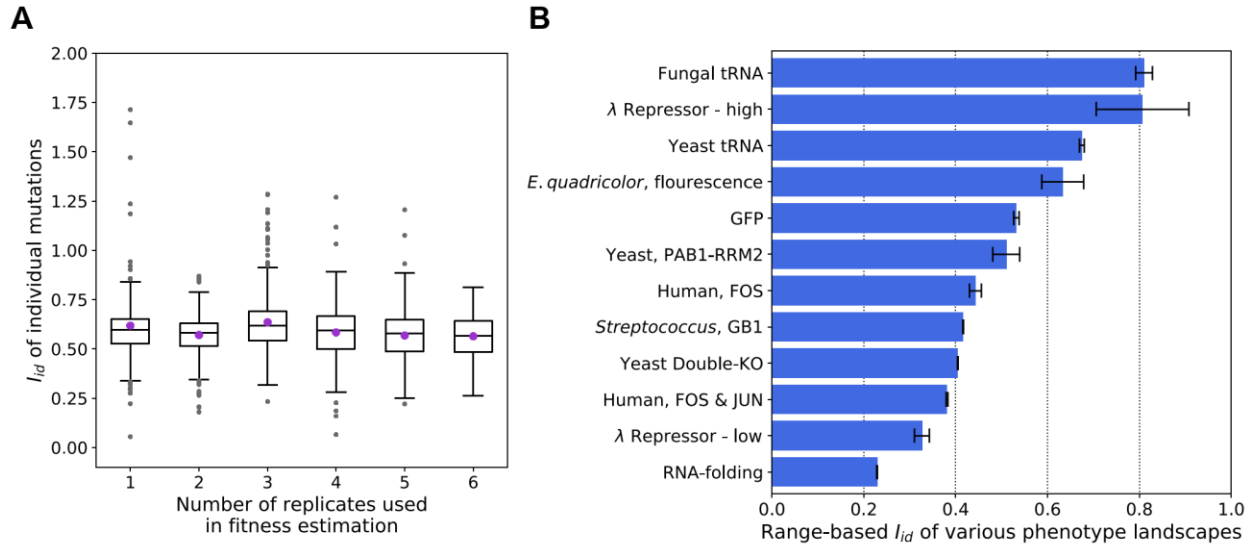 A
2.00
1.75
1.50
1.25
1.00
0.75
0.50
0.25
0.00
I_id of individual mutations
1 2 3 4 5 6
Number of replicates used
in fitness estimation
B
Fungal tRNA
λ Repressor - high
Yeast tRNA
E. quadricolor, flourescence
GFP
Yeast, PAB1-RRM2
Human, FOS
Streptococcus, GB1
Yeast Double-KO
Human, FOS & JUN
λ Repressor - low
RNA-folding
0.0 0.2 0.4 0.6 0.8 1.0
Range-based I_id of various phenotype landscapes